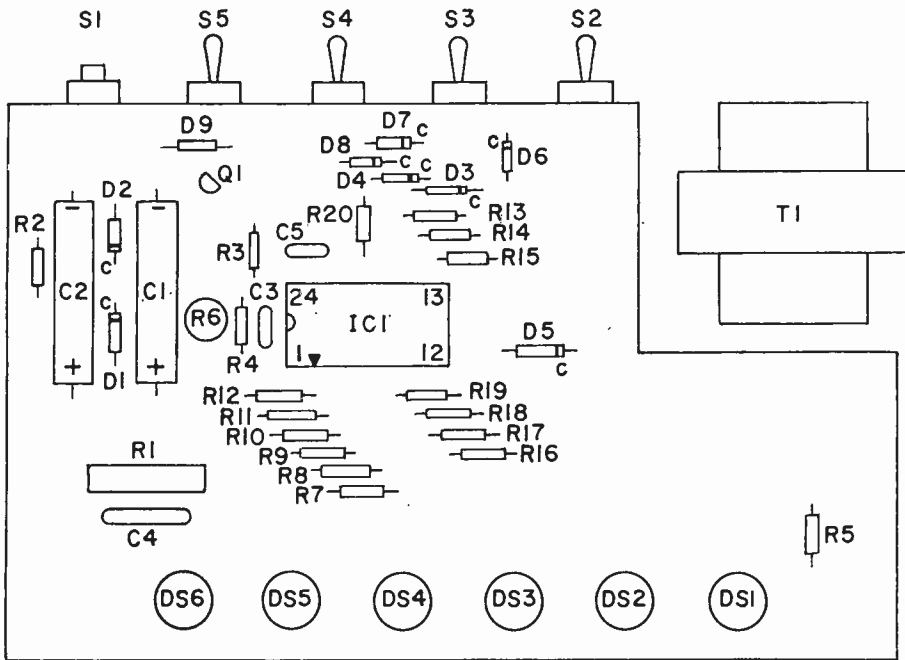 S1 S5 S4 S3 S2
D9 D7 C
D8 C C D6
C
Q1 D4 D3
C
D2 R20 R13
R2 C5 R14
R3 R15
T1
C
C
C2 C1 R6 C3 24 13
IC1
R4 1 12
D5
C
D1
R12 R19
R11 R18
R10 R17
R9 R16
R8
R7
R1
C4
R5
DS6 DS5 DS4 DS3 DS2 DS1